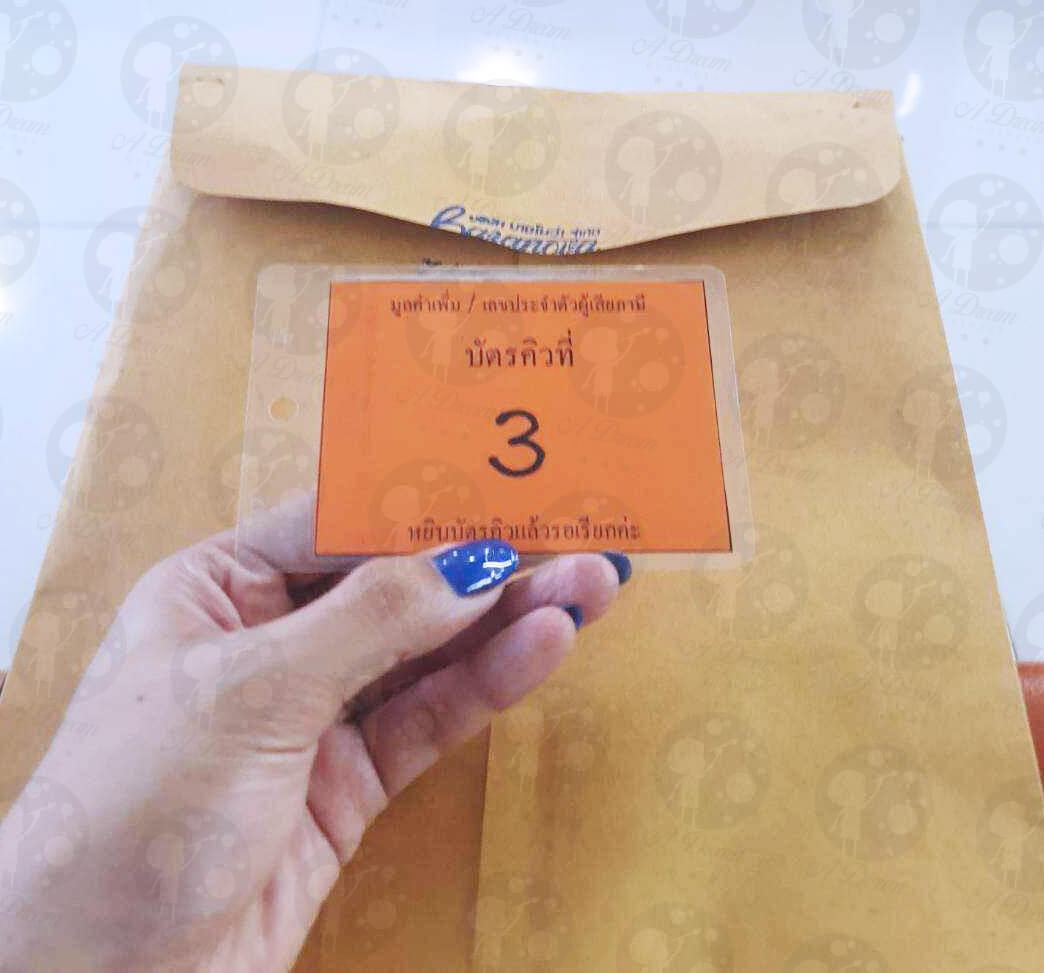 Baranova
มูลค่าเพิ่ม / เลขประจำตัวผู้เสียภาษี
บัตรคิวที่
3
หยิบบัตรคิวแล้วรอเรียกค่ะ
A Dream